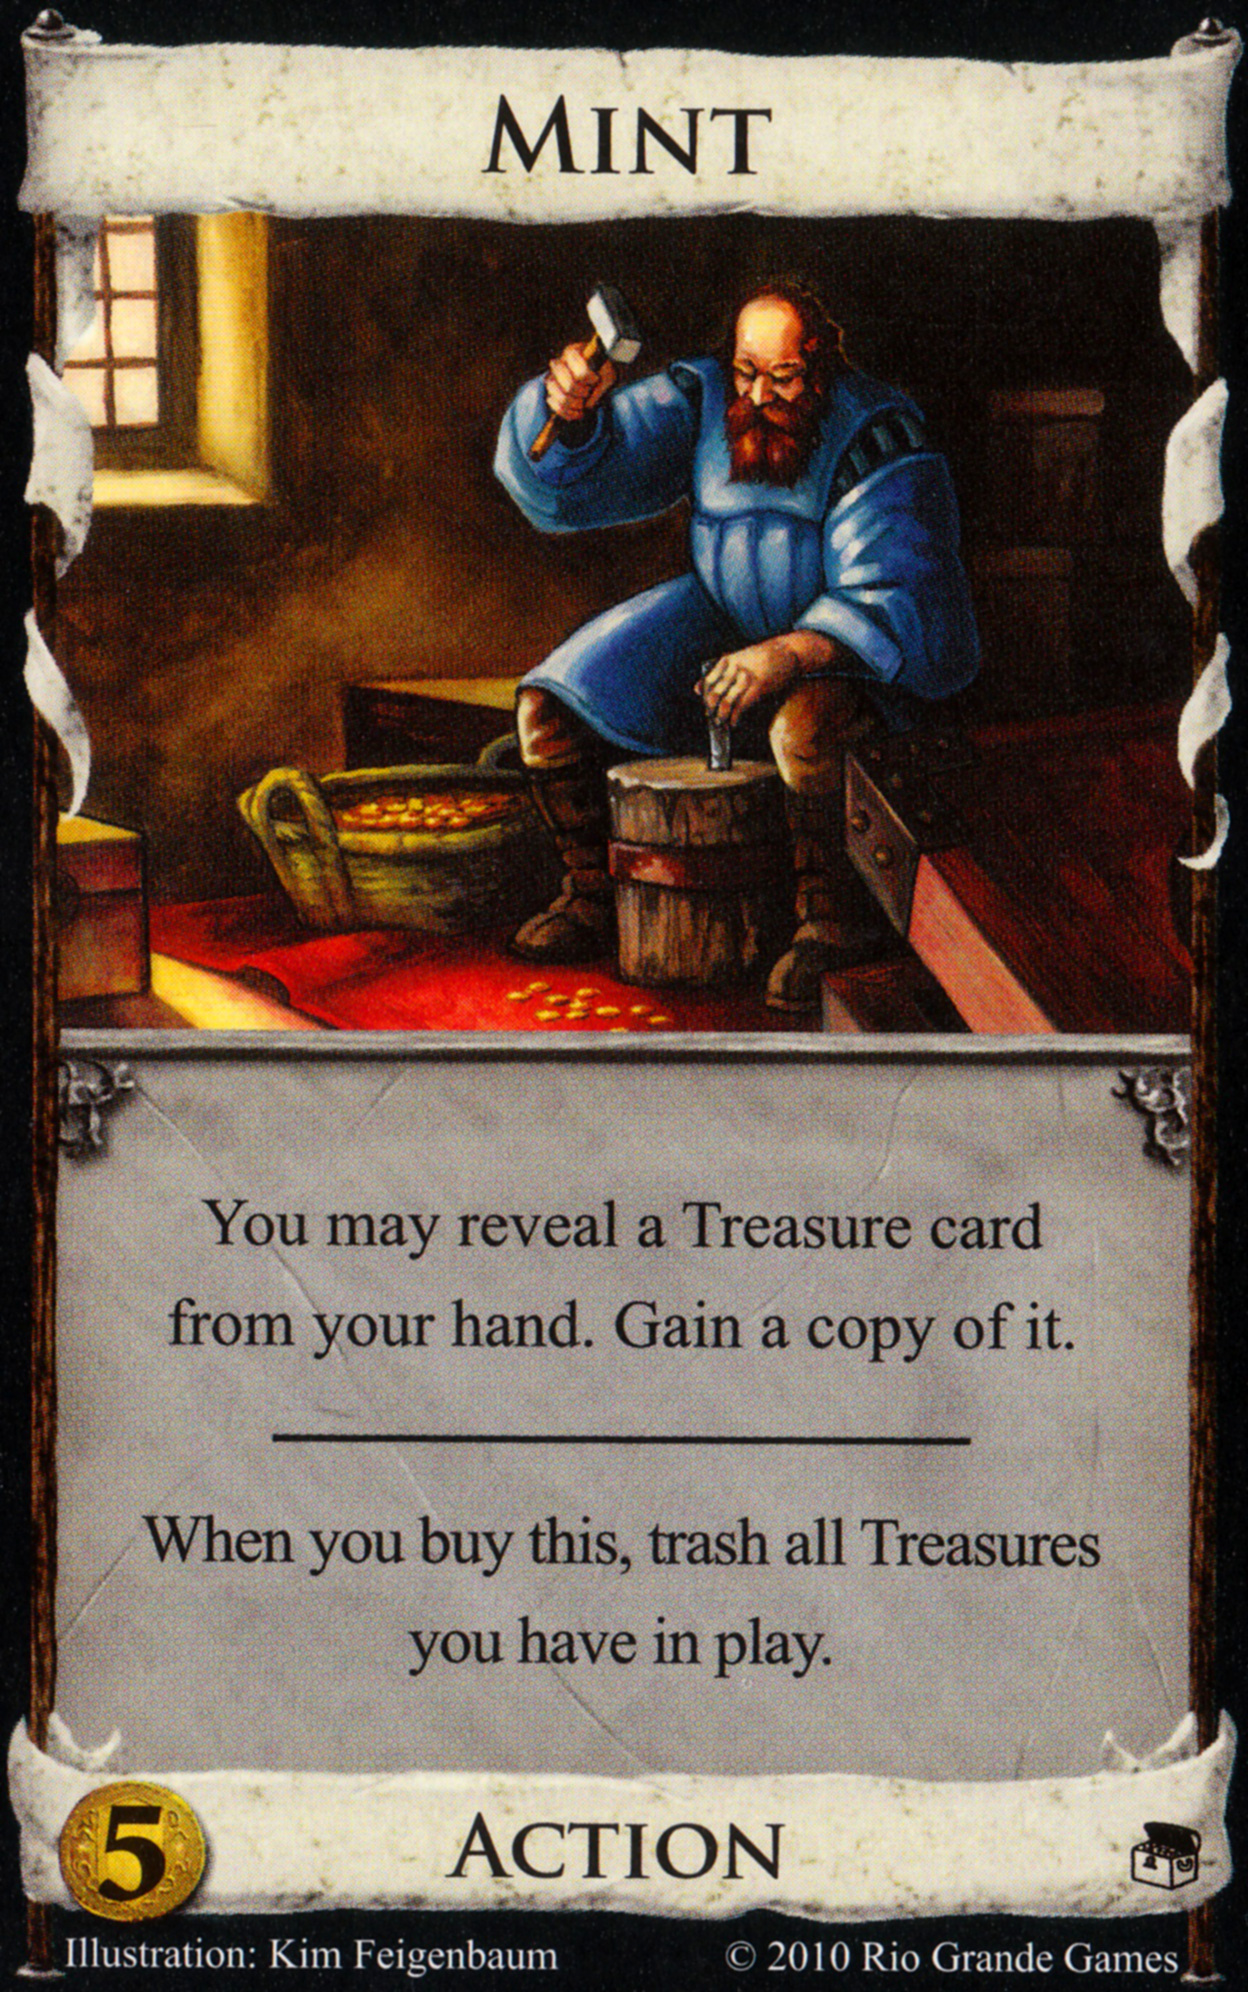 MINT
You may reveal a Treasure card
from your hand. Gain a copy of it.
When you buy this, trash all Treasures
you have in play.
5
ACTION
Illustration: Kim Feigenbaum
© 2010 Rio Grande Games